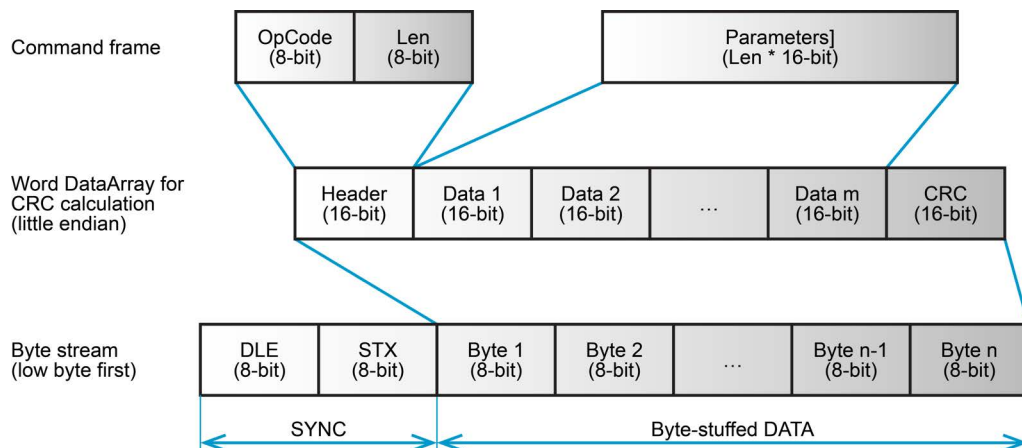 Command frame
OpCode
(8-bit)
Len
(8-bit)
Parameters]
(Len * 16-bit)
Word DataArray for
CRC calculation
(little endian)
Header
(16-bit)
Data 1
(16-bit)
Data 2
(16-bit)
...
Data m
(16-bit)
CRC
(16-bit)
Byte stream
(low byte first)
DLE
(8-bit)
STX
(8-bit)
Byte 1
(8-bit)
Byte 2
(8-bit)
...
Byte n-1
(8-bit)
Byte n
(8-bit)
SYNC
Byte-stuffed DATA